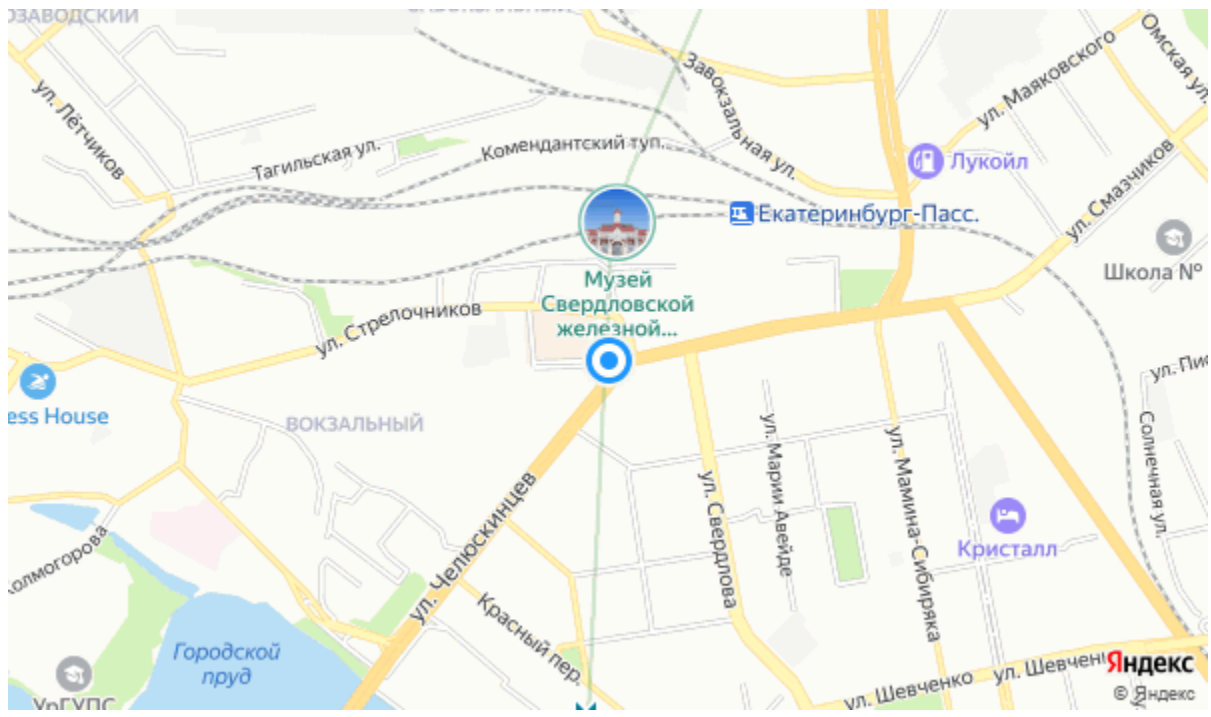 ОЗАВОДСКИЙ
ул. Лётчиков
Тагильская ул.
Комендантский туп.
Завокзальная ул.
ул. Маяковского
Омская ул.
Лукойл
ул. Смазчиков
Екатеринбург-Пасс.
Школа №
Музей
Свердловской
железной...
ул. Стрелочников
ess House
ВОКЗАЛЬНЫЙ
ул. Пис
Солнечная ул.
ул. Челюскинцев
ул. Свердлова
ул. Марии Авейде
ул. Мамина-Сибиряка
Кристалл
олмогорова
Красный пер.
Городской
пруд
УрГУПС
ул. Шевченко
ул. Шевчен
Яндекс
© Яндекс